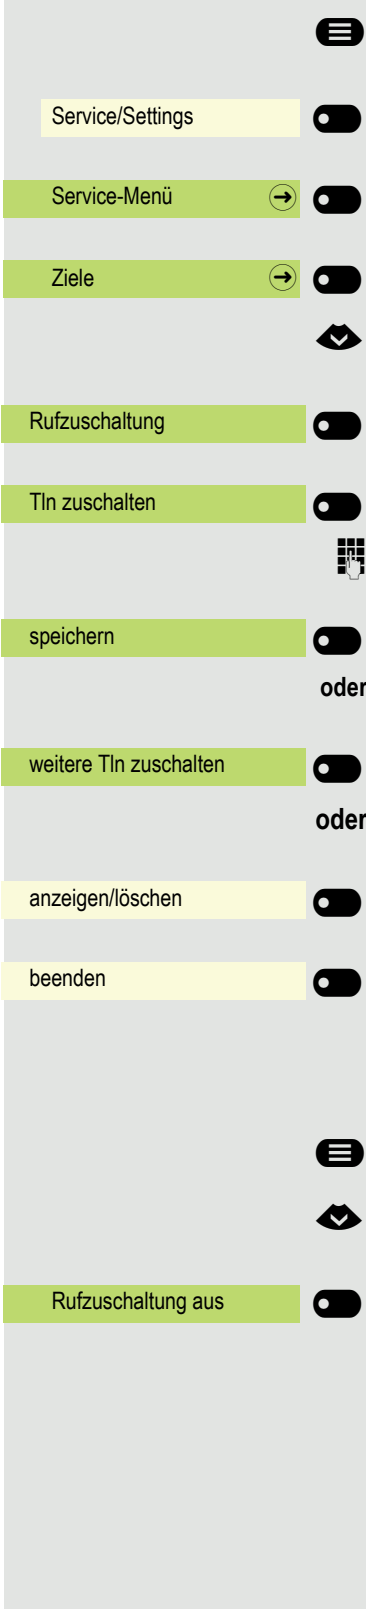 Service/Settings
Service-Menü
Ziele
Rufzuschaltung
Tln zuschalten
speichern
oder
weitere Tln zuschalten
oder
anzeigen/löschen
beenden
Rufzuschaltung aus